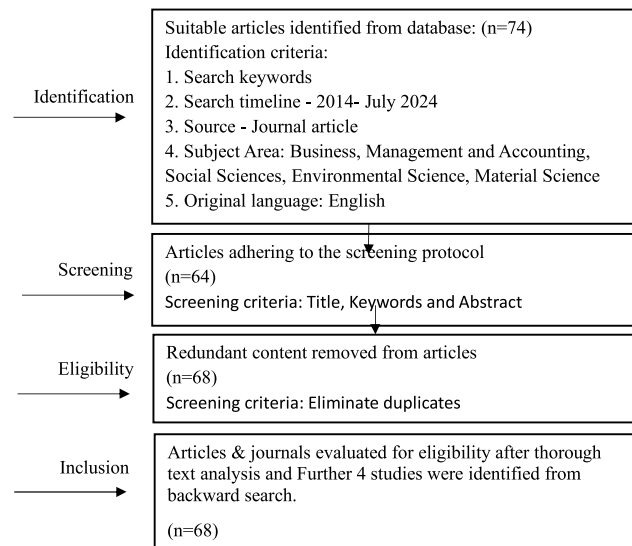 Suitable articles identified from database: (n=74)
Identification criteria:
1. Search keywords
2. Search timeline - 2014- July 2024
3. Source - Journal article
4. Subject Area: Business, Management and Accounting,
Social Sciences, Environmental Science, Material Science
5. Original language: English
Identification
Articles adhering to the screening protocol
(n=64)
Screening criteria: Title, Keywords and Abstract
Screening
Redundant content removed from articles
(n=68)
Screening criteria: Eliminate duplicates
Eligibility
Articles & journals evaluated for eligibility after thorough
text analysis and Further 4 studies were identified from
backward search.
(n=68)
Inclusion